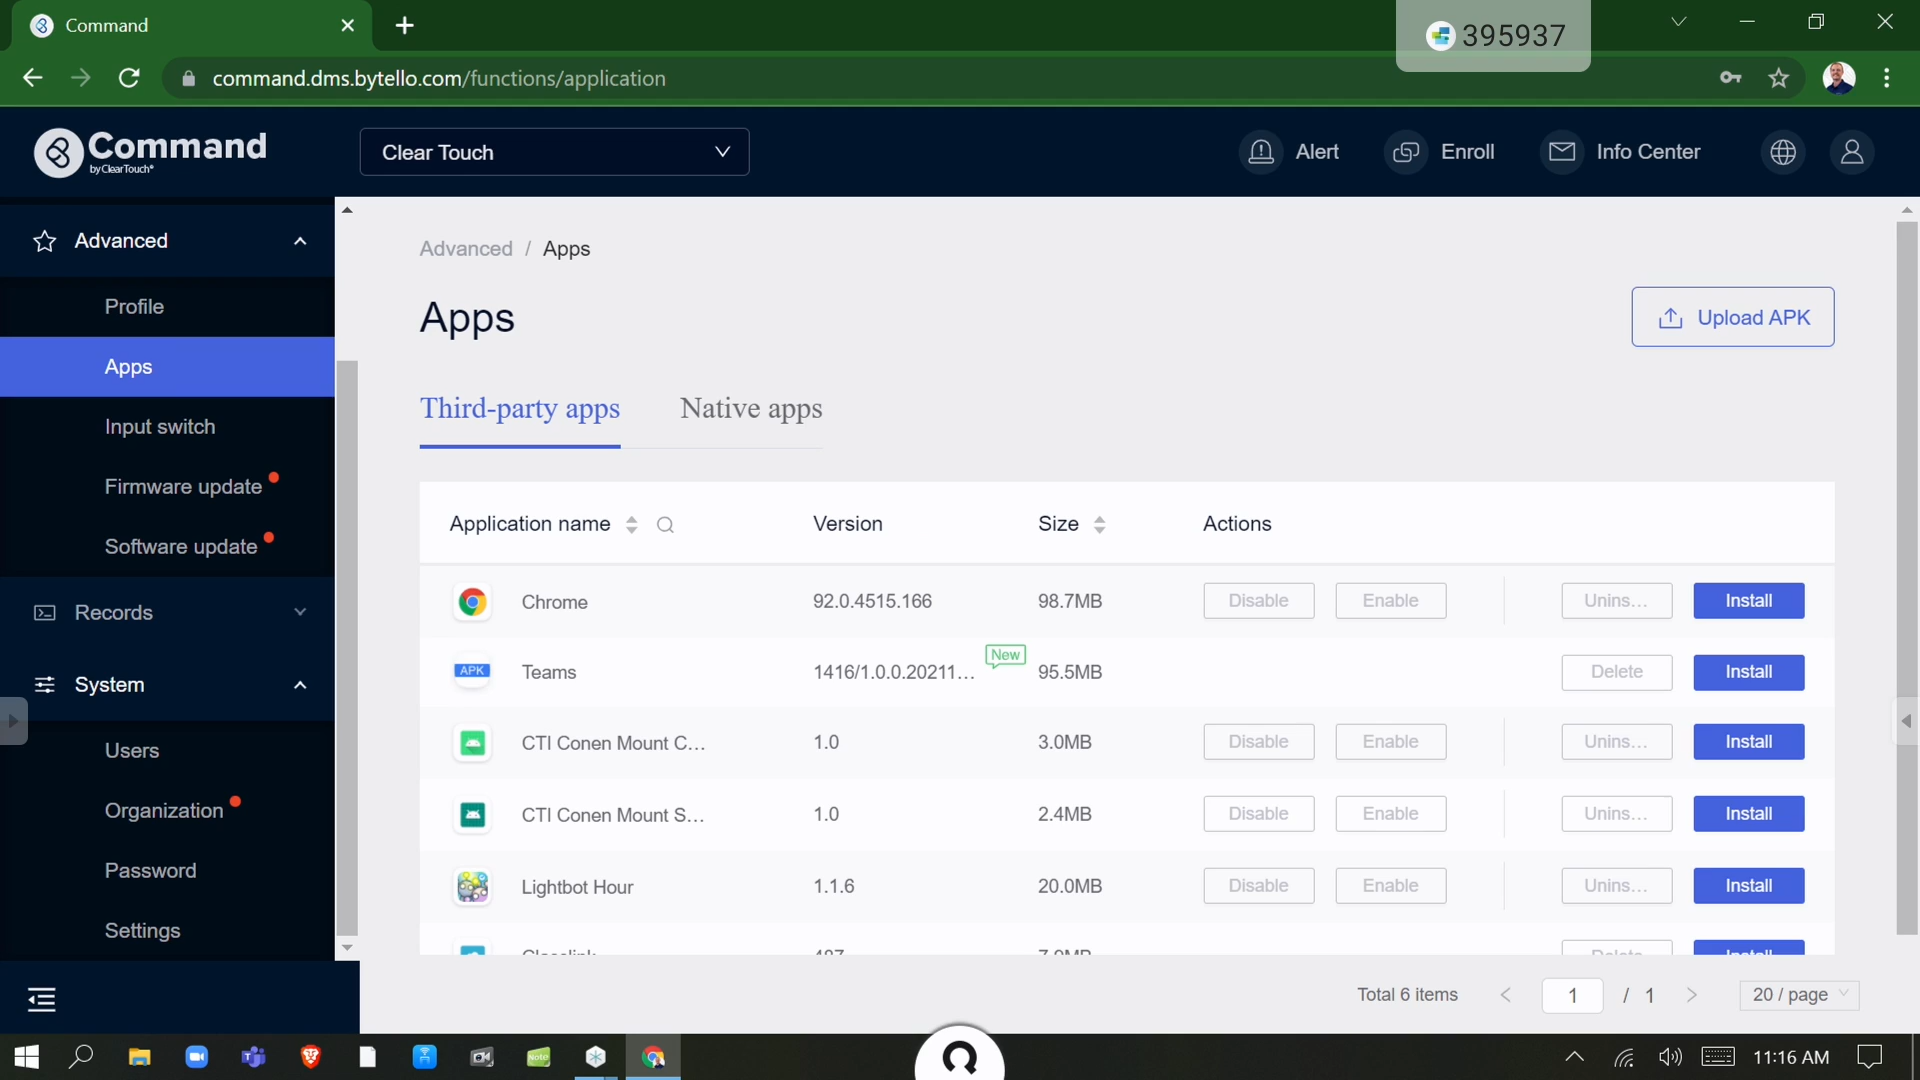 Command
395937
command.dms.bytello.com/functions/application
Command
by ClearTouch®
Clear Touch
Alert
Enroll
Info Center
Advanced
Profile
Apps
Input switch
Firmware update
Software update
Records
System
Users
Organization
Password
Settings
Advanced / Apps
Apps
Upload APK
Third-party apps
Native apps
Application name
Version
Size
Actions
Chrome 92.0.4515.166 98.7MB Disable Enable Unins... Install
New
APK Teams 1416/1.0.0.20211... 95.5MB Delete Install
CTI Conen Mount C... 1.0 3.0MB Disable Enable Unins... Install
CTI Conen Mount S... 1.0 2.4MB Disable Enable Unins... Install
Lightbot Hour 1.1.6 20.0MB Disable Enable Unins... Install
Delete Install
Total 6 items 1 / 1 20 / page
Note
11:16 AM